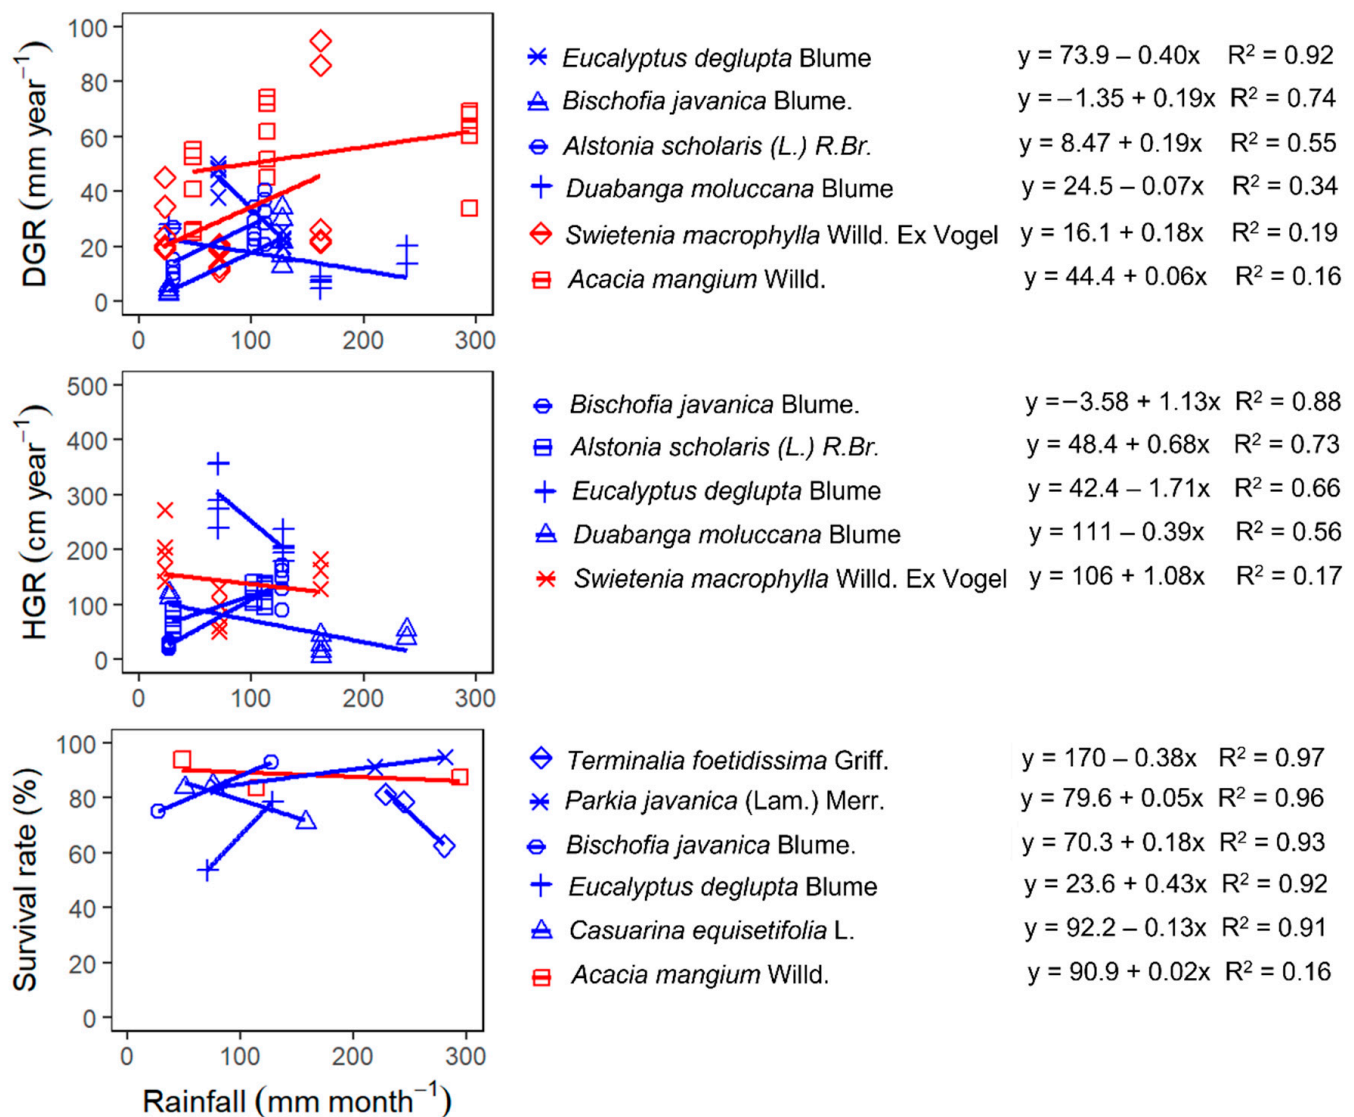 DGR (mm year⁻¹)
100
80
60
40
20
0
0 100 200 300
Eucalyptus deglupta Blume y = 73.9 – 0.40x R² = 0.92
Bischofia javanica Blume. y = −1.35 + 0.19x R² = 0.74
Alstonia scholaris (L.) R.Br. y = 8.47 + 0.19x R² = 0.55
Duabanga moluccana Blume y = 24.5 – 0.07x R² = 0.34
Swietenia macrophylla Willd. Ex Vogel y = 16.1 + 0.18x R² = 0.19
Acacia mangium Willd. y = 44.4 + 0.06x R² = 0.16
HGR (cm year⁻¹)
500
400
300
200
100
0
0 100 200 300
Bischofia javanica Blume. y = −3.58 + 1.13x R² = 0.88
Alstonia scholaris (L.) R.Br. y = 48.4 + 0.68x R² = 0.73
Eucalyptus deglupta Blume y = 42.4 – 1.71x R² = 0.66
Duabanga moluccana Blume y = 111 – 0.39x R² = 0.56
Swietenia macrophylla Willd. Ex Vogel y = 106 + 1.08x R² = 0.17
Survival rate (%)
100
80
60
40
20
0
0 100 200 300
Rainfall (mm month⁻¹)
Terminalia foetidissima Griff. y = 170 – 0.38x R² = 0.97
Parkia javanica (Lam.) Merr. y = 79.6 + 0.05x R² = 0.96
Bischofia javanica Blume. y = 70.3 + 0.18x R² = 0.93
Eucalyptus deglupta Blume y = 23.6 + 0.43x R² = 0.92
Casuarina equisetifolia L. y = 92.2 – 0.13x R² = 0.91
Acacia mangium Willd. y = 90.9 + 0.02x R² = 0.16